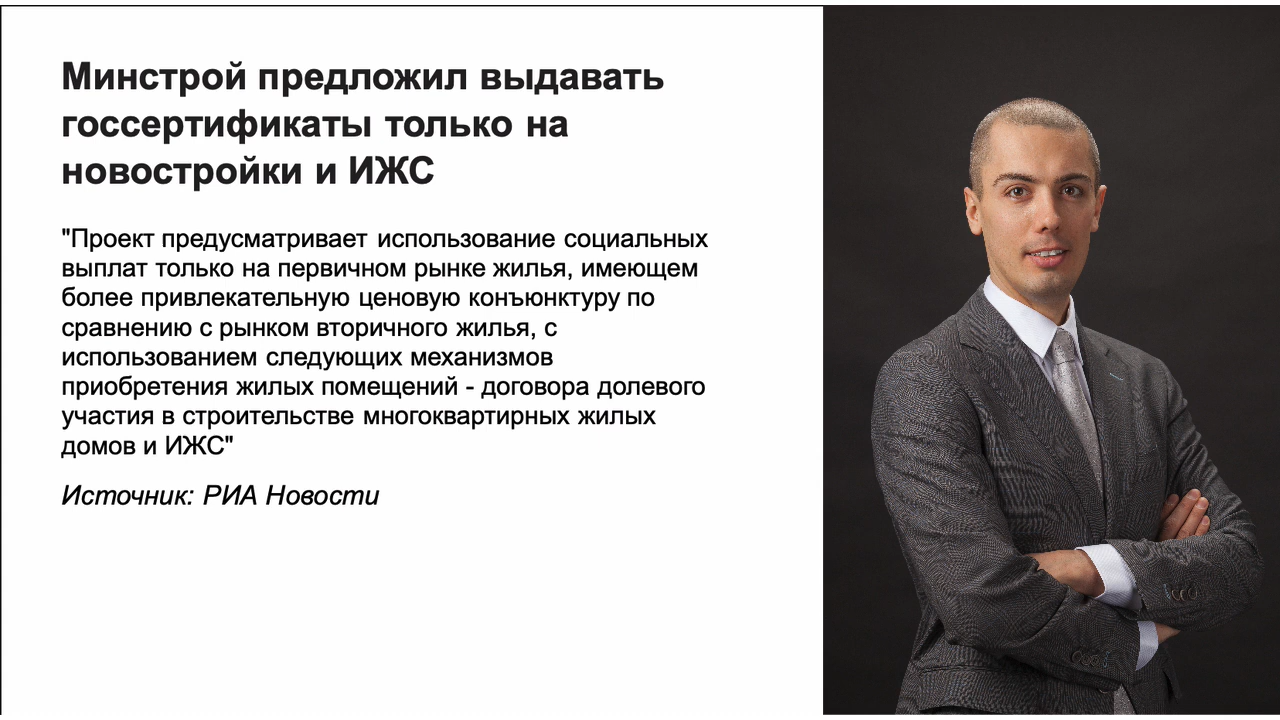 Минстрой предложил выдавать
госсертификаты только на
новостройки и ИЖС
"Проект предусматривает использование социальных
выплат только на первичном рынке жилья, имеющем
более привлекательную ценовую конъюнктуру по
сравнению с рынком вторичного жилья, с
использованием следующих механизмов
приобретения жилых помещений - договора долевого
участия в строительстве многоквартирных жилых
домов и ИЖС"
Источник: РИА Новости